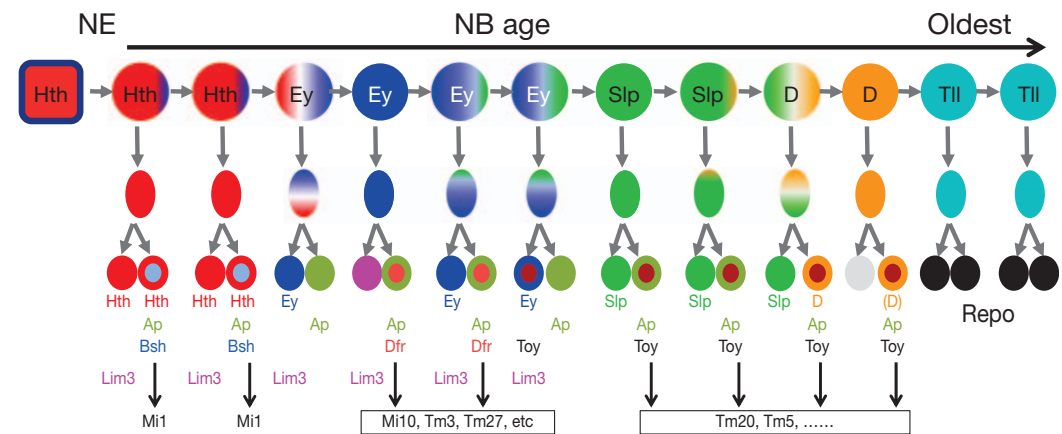 NE NB age Oldest
Hth Hth Hth Ey Ey Ey Ey Slp Slp D D Tll Tll
Hth Hth Hth Hth Ey Ey Ey Slp Slp Slp D (D)
Ap Ap Ap Ap Ap Ap Ap Ap Ap Ap Repo
Bsh Bsh Dfr Dfr Toy Toy Toy Toy Toy
Lim3 Lim3 Lim3 Lim3 Lim3 Lim3
Mi1 Mi1 Mi10, Tm3, Tm27, etc Tm20, Tm5, ......